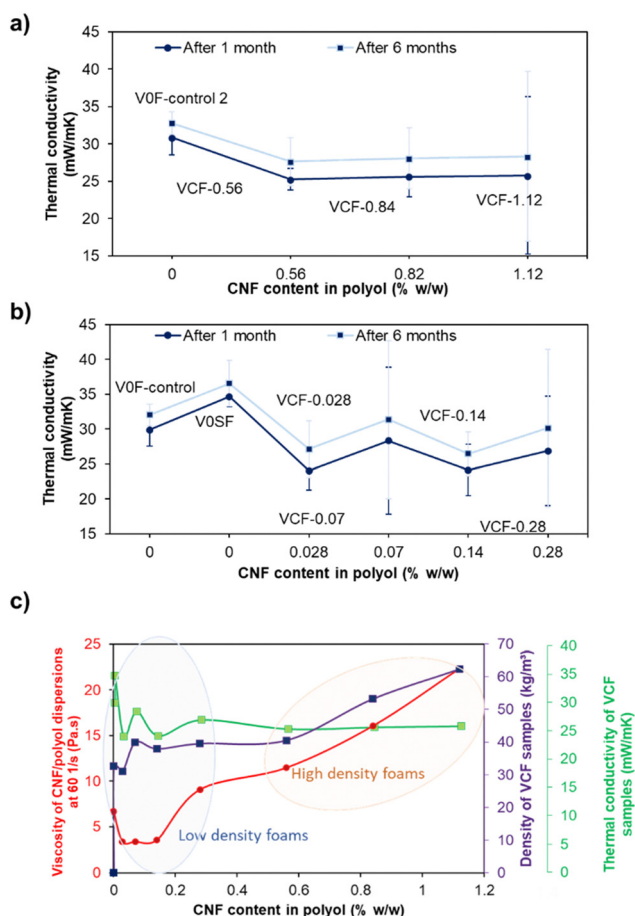 a)
45
40
35
30
25
20
15
Thermal conductivity
(mW/mK)
After 1 month
After 6 months
V0F-control 2
VCF-0.56
VCF-0.84
VCF-1.12
0
0.56
0.82
1.12
CNF content in polyol (% w/w)
b)
45
40
35
30
25
20
15
Thermal conductivity
(mW/mK)
After 1 month
After 6 months
V0F-control
V0SF
VCF-0.028
VCF-0.07
VCF-0.14
VCF-0.28
0
0
0.028
0.07
0.14
0.28
CNF content in polyol (% w/w)
c)
Viscosity of CNF/polyol dispersions
at 60 1/s (Pa.s)
25
20
15
10
5
0
High density foams
Low density foams
70
60
50
40
30
20
10
0
Density of VCF samples (kg/m³)
40
35
30
25
20
15
10
5
0
Thermal conductivity of VCF
samples (mW/mK)
0
0.2
0.4
0.6
0.8
1
1.2
CNF content in polyol (% w/w)